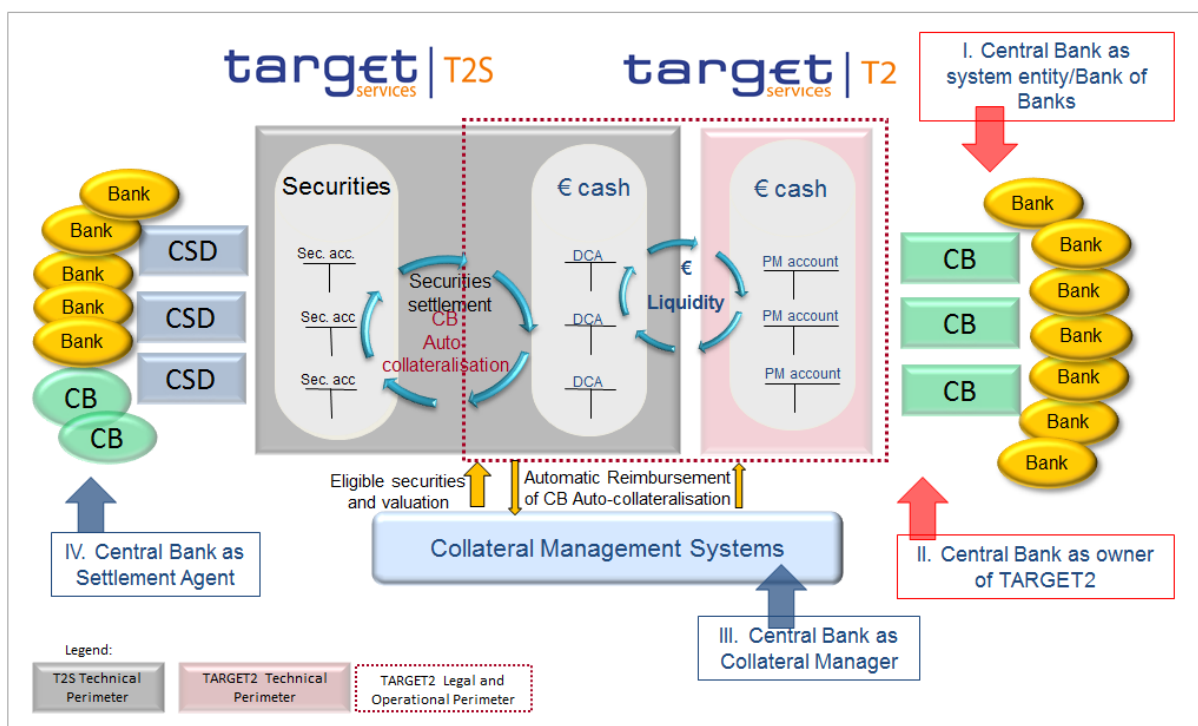 target services | T2S
target services | T2
I. Central Bank as
system entity/Bank of
Banks
Securities
€ cash
€ cash
Bank
Bank
Bank
Bank
Bank
CSD
CSD
CSD
CB
CB
Sec. acc.
Sec. acc
Sec. acc
Securities
settlement
CB
Auto-
collateralisation
DCA
DCA
DCA
€
Liquidity
PM account
PM account
PM account
CB
CB
CB
Bank
Bank
Bank
Bank
Bank
Bank
Bank
Eligible securities
and valuation
Automatic Reimbursement
of CB Auto-collateralisation
Collateral Management Systems
IV. Central Bank as
Settlement Agent
II. Central Bank as owner
of TARGET2
III. Central Bank as
Collateral Manager
Legend:
T2S Technical
Perimeter
TARGET2 Technical
Perimeter
TARGET2 Legal and
Operational Perimeter